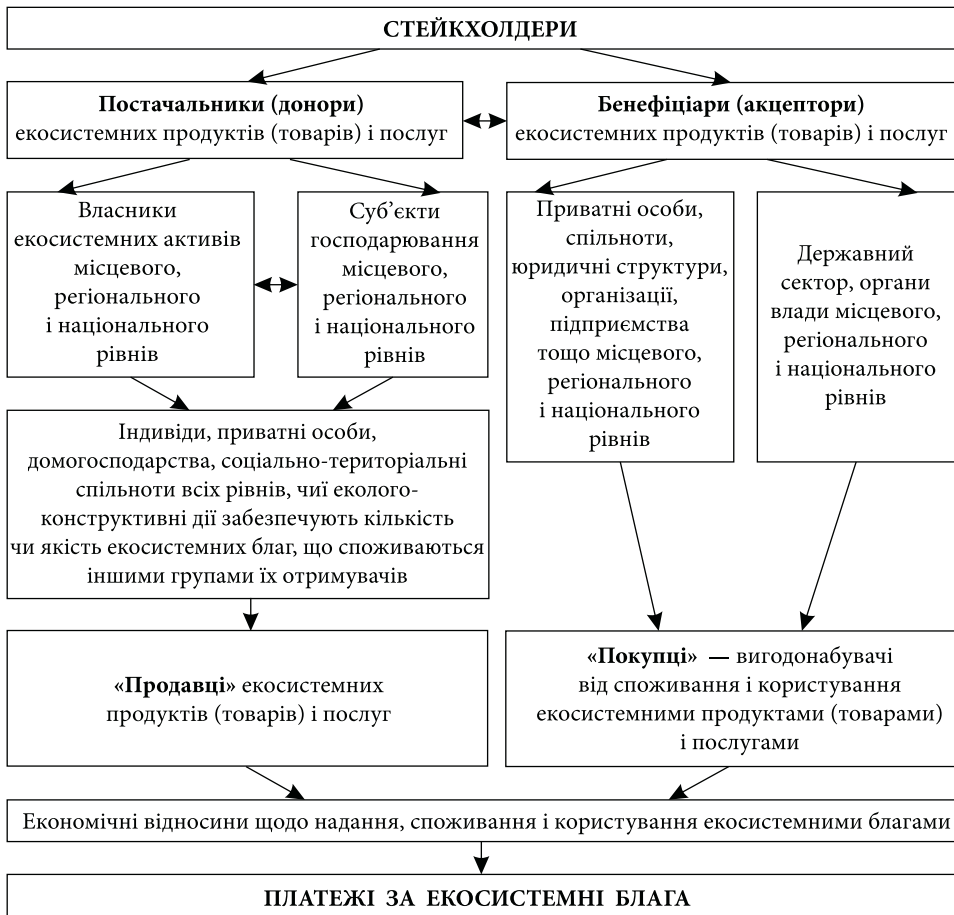 СТЕЙКХОЛДЕРИ
Постачальники (донори)
екосистемних продуктів (товарів) і послуг
Бенефіціари (акцептори)
екосистемних продуктів (товарів) і послуг
Власники
екосистемних активів
місцевого,
регіонального
і національного
рівнів
Суб’єкти
господарювання
місцевого,
регіонального
і національного
рівнів
Приватні особи,
спільноти,
юридичні структури,
організації,
підприємства
тощо місцевого,
регіонального
і національного
рівнів
Державний
сектор, органи
влади місцевого,
регіонального
і національного
рівнів
Індивіди, приватні особи,
домогосподарства, соціально-територіальні
спільноти всіх рівнів, чиї еколого-
конструктивні дії забезпечують кількість
чи якість екосистемних благ, що споживаються
іншими групами їх отримувачів
«Продавці» екосистемних
продуктів (товарів) і послуг
«Покупці» — вигодонабувачі
від споживання і користування
екосистемними продуктами (товарами)
і послугами
Економічні відносини щодо надання, споживання і користування екосистемними благами
ПЛАТЕЖІ ЗА ЕКОСИСТЕМНІ БЛАГА